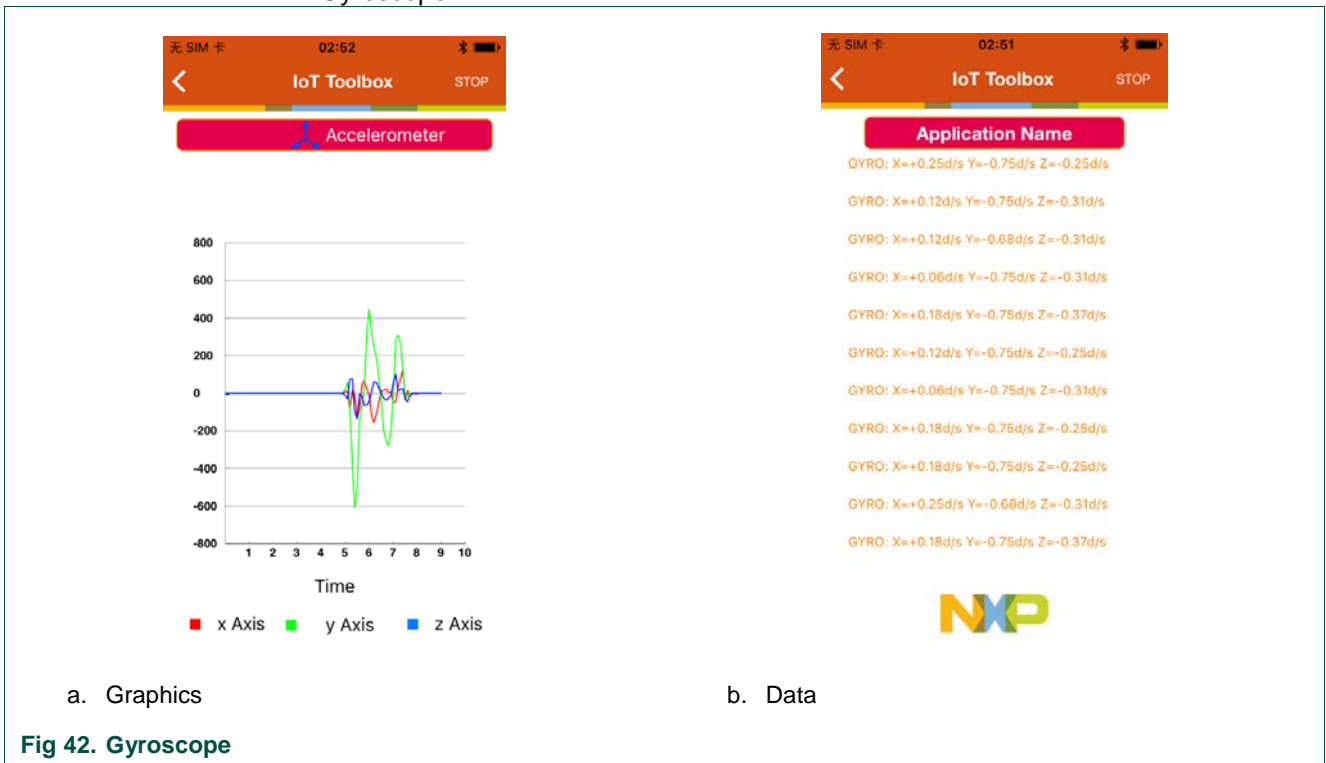 Gyroscope
无 SIM 卡 02:52
IoT Toolbox STOP
Accelerometer
800
600
400
200
0
-200
-400
-600
-800
1 2 3 4 5 6 7 8 9 10
Time
x Axis y Axis z Axis
a. Graphics
无 SIM 卡 02:51
IoT Toolbox STOP
Application Name
GYRO: X=+0.25d/s Y=-0.75d/s Z=-0.25d/s
GYRO: X=+0.12d/s Y=-0.75d/s Z=-0.31d/s
GYRO: X=+0.12d/s Y=-0.68d/s Z=-0.31d/s
GYRO: X=+0.06d/s Y=-0.75d/s Z=-0.31d/s
GYRO: X=+0.18d/s Y=-0.75d/s Z=-0.37d/s
GYRO: X=+0.12d/s Y=-0.75d/s Z=-0.25d/s
GYRO: X=+0.06d/s Y=-0.75d/s Z=-0.31d/s
GYRO: X=+0.18d/s Y=-0.75d/s Z=-0.25d/s
GYRO: X=+0.18d/s Y=-0.75d/s Z=-0.25d/s
GYRO: X=+0.25d/s Y=-0.68d/s Z=-0.31d/s
GYRO: X=+0.18d/s Y=-0.75d/s Z=-0.37d/s
NXP
b. Data
Fig 42. Gyroscope